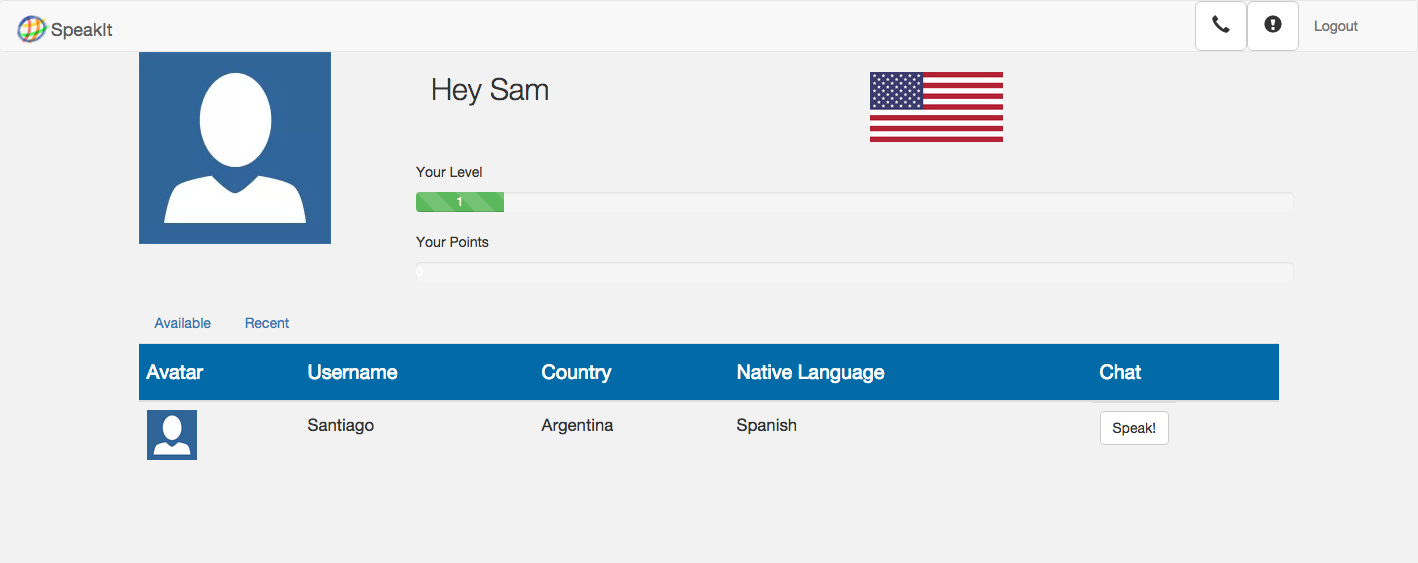 SpeakIt
Logout
Hey Sam
Your Level
1
Your Points
0
Available Recent
Avatar Username Country Native Language Chat
Santiago Argentina Spanish Speak!